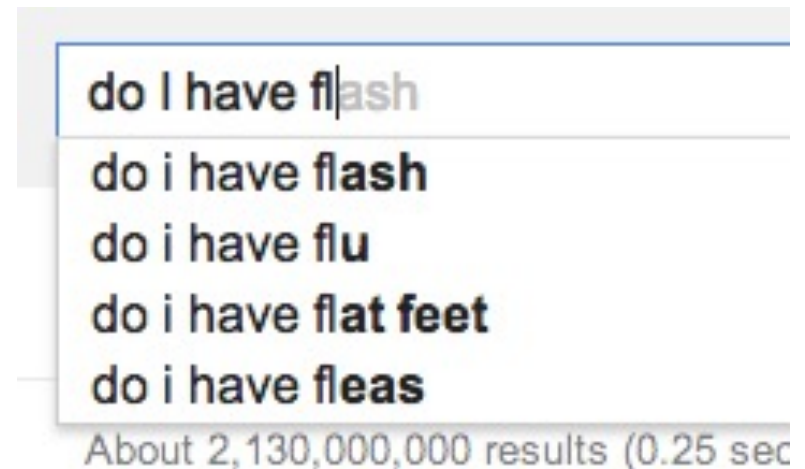 do I have flash
do i have flash
do i have flu
do i have flat feet
do i have fleas
About 2,130,000,000 results (0.25 sec